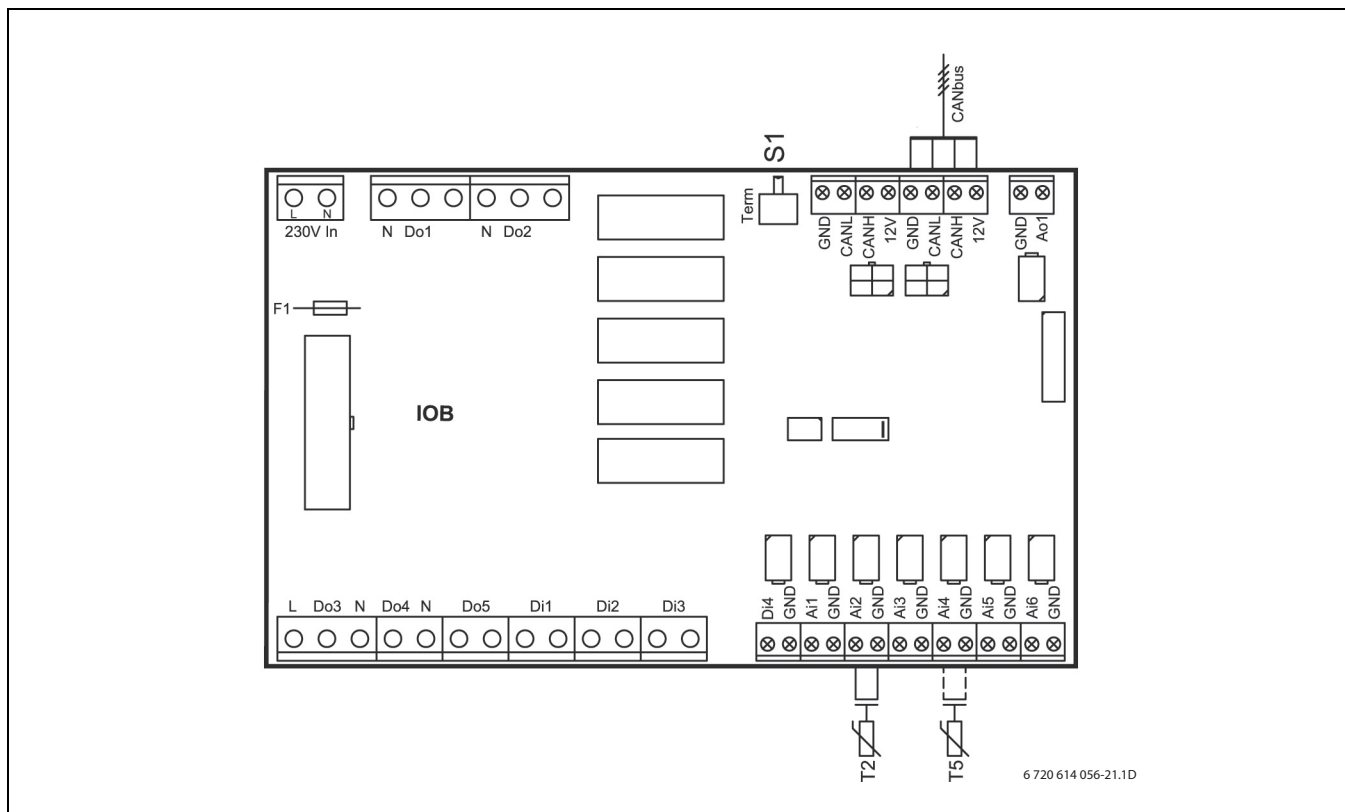 CANbus
S1
Term
L N
230V In
N Do1 N Do2
GND CANL CANH 12V GND CANL CANH 12V
GND Ao1
F1
IOB
L Do3 N Do4 N Do5 Di1 Di2 Di3
Di4 GND Ai1 GND Ai2 GND Ai3 GND Ai4 GND Ai5 GND Ai6 GND
T2
T5
6 720 614 056-21.1D